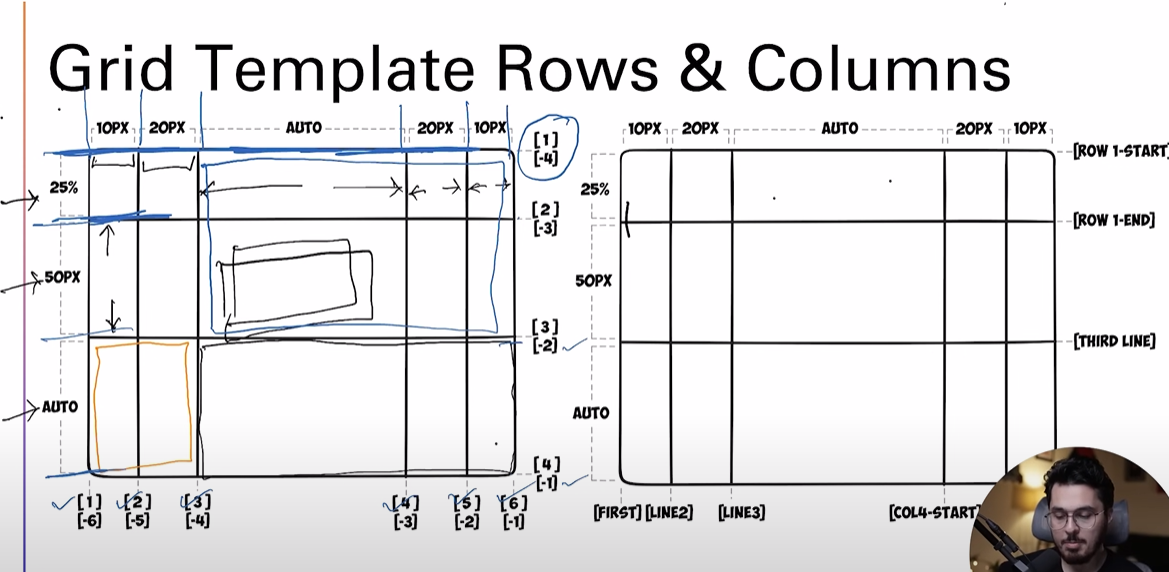 Grid Template Rows & Columns
10PX 20PX AUTO 20PX 10PX
[1]
[-4]
25%
[2]
[-3]
50PX
[3]
[-2]
AUTO
[4]
[-1]
[1] [2] [3] [4] [5] [6]
[-6] [-5] [-4] [-3] [-2] [-1]
10PX 20PX AUTO 20PX 10PX
[ROW 1-START
25%
[ROW 1-END]
50PX
[THIRD LINE]
AUTO
[FIRST] [LINE2] [LINE3] [COL4-START]